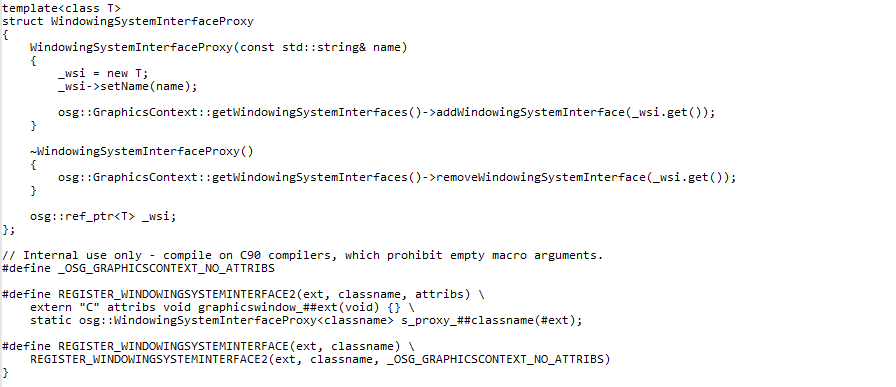 template<class T>
struct WindowingSystemInterfaceProxy
{
    WindowingSystemInterfaceProxy(const std::string& name)
    {
        _wsi = new T;
        _wsi->setName(name);

        osg::GraphicsContext::getWindowingSystemInterfaces()->addWindowingSystemInterface(_wsi.get());
    }

    ~WindowingSystemInterfaceProxy()
    {
        osg::GraphicsContext::getWindowingSystemInterfaces()->removeWindowingSystemInterface(_wsi.get());
    }

    osg::ref_ptr<T> _wsi;
};

// Internal use only - compile on C90 compilers, which prohibit empty macro arguments.
#define _OSG_GRAPHICSCONTEXT_NO_ATTRIBS

#define REGISTER_WINDOWINGSYSTEMINTERFACE2(ext, classname, attribs) \
    extern "C" attribs void graphicswindow_##ext(void) {} \
    static osg::WindowingSystemInterfaceProxy<classname> s_proxy_##classname(#ext);

#define REGISTER_WINDOWINGSYSTEMINTERFACE(ext, classname) \
    REGISTER_WINDOWINGSYSTEMINTERFACE2(ext, classname, _OSG_GRAPHICSCONTEXT_NO_ATTRIBS)
}